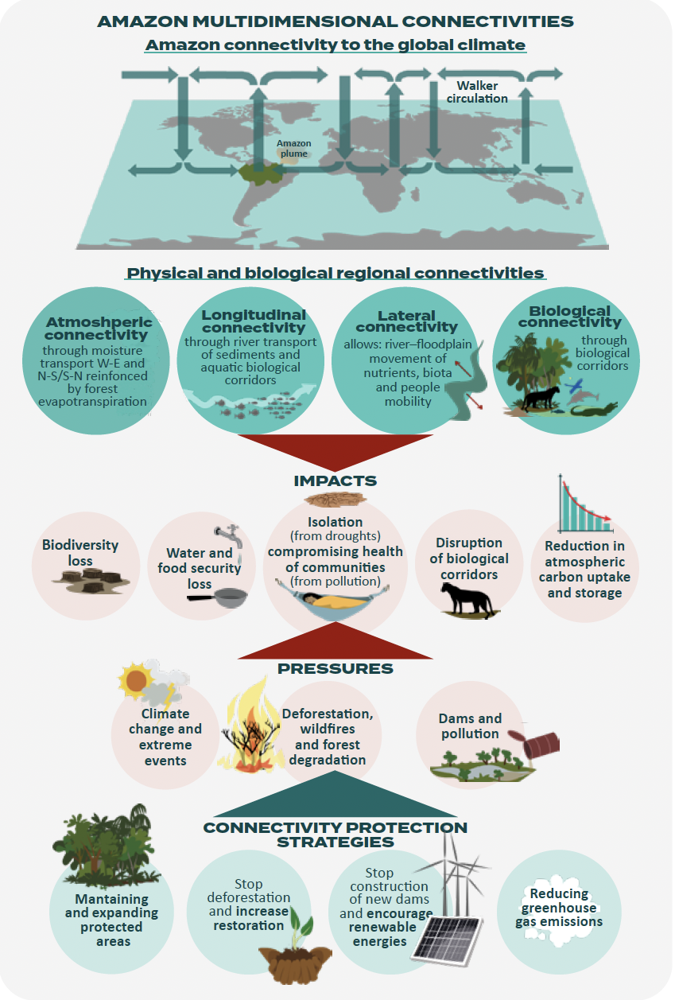 AMAZON MULTIDIMENSIONAL CONNECTIVITIES
Amazon connectivity to the global climate
Walker
circulation
Amazon
plume
Physical and biological regional connectivities
Atmoshperic
connectivity
through moisture
transport W-E and
N-S/S-N reinfonced
by forest
evapotranspiration
Longitudinal
connectivity
through river transport
of sediments and
aquatic biological
corridors
Lateral
connectivity
allows: river–floodplain
movement of
nutrients, biota
and people
mobility
Biological
connectivity
through
biological
corridors
IMPACTS
Biodiversity
loss
Water and
food security
loss
Isolation
(from droughts)
compromising health
of communities
(from pollution)
Disruption
of biological
corridors
Reduction in
atmospheric
carbon uptake
and storage
PRESSURES
Climate
change and
extreme
events
Deforestation,
wildfires
and forest
degradation
Dams and
pollution
CONNECTIVITY PROTECTION
STRATEGIES
Mantaining
and expanding
protected
areas
Stop
deforestation
and increase
restoration
Stop
construction
of new dams
and encourage
renewable
energies
Reducing
greenhouse
gas emissions